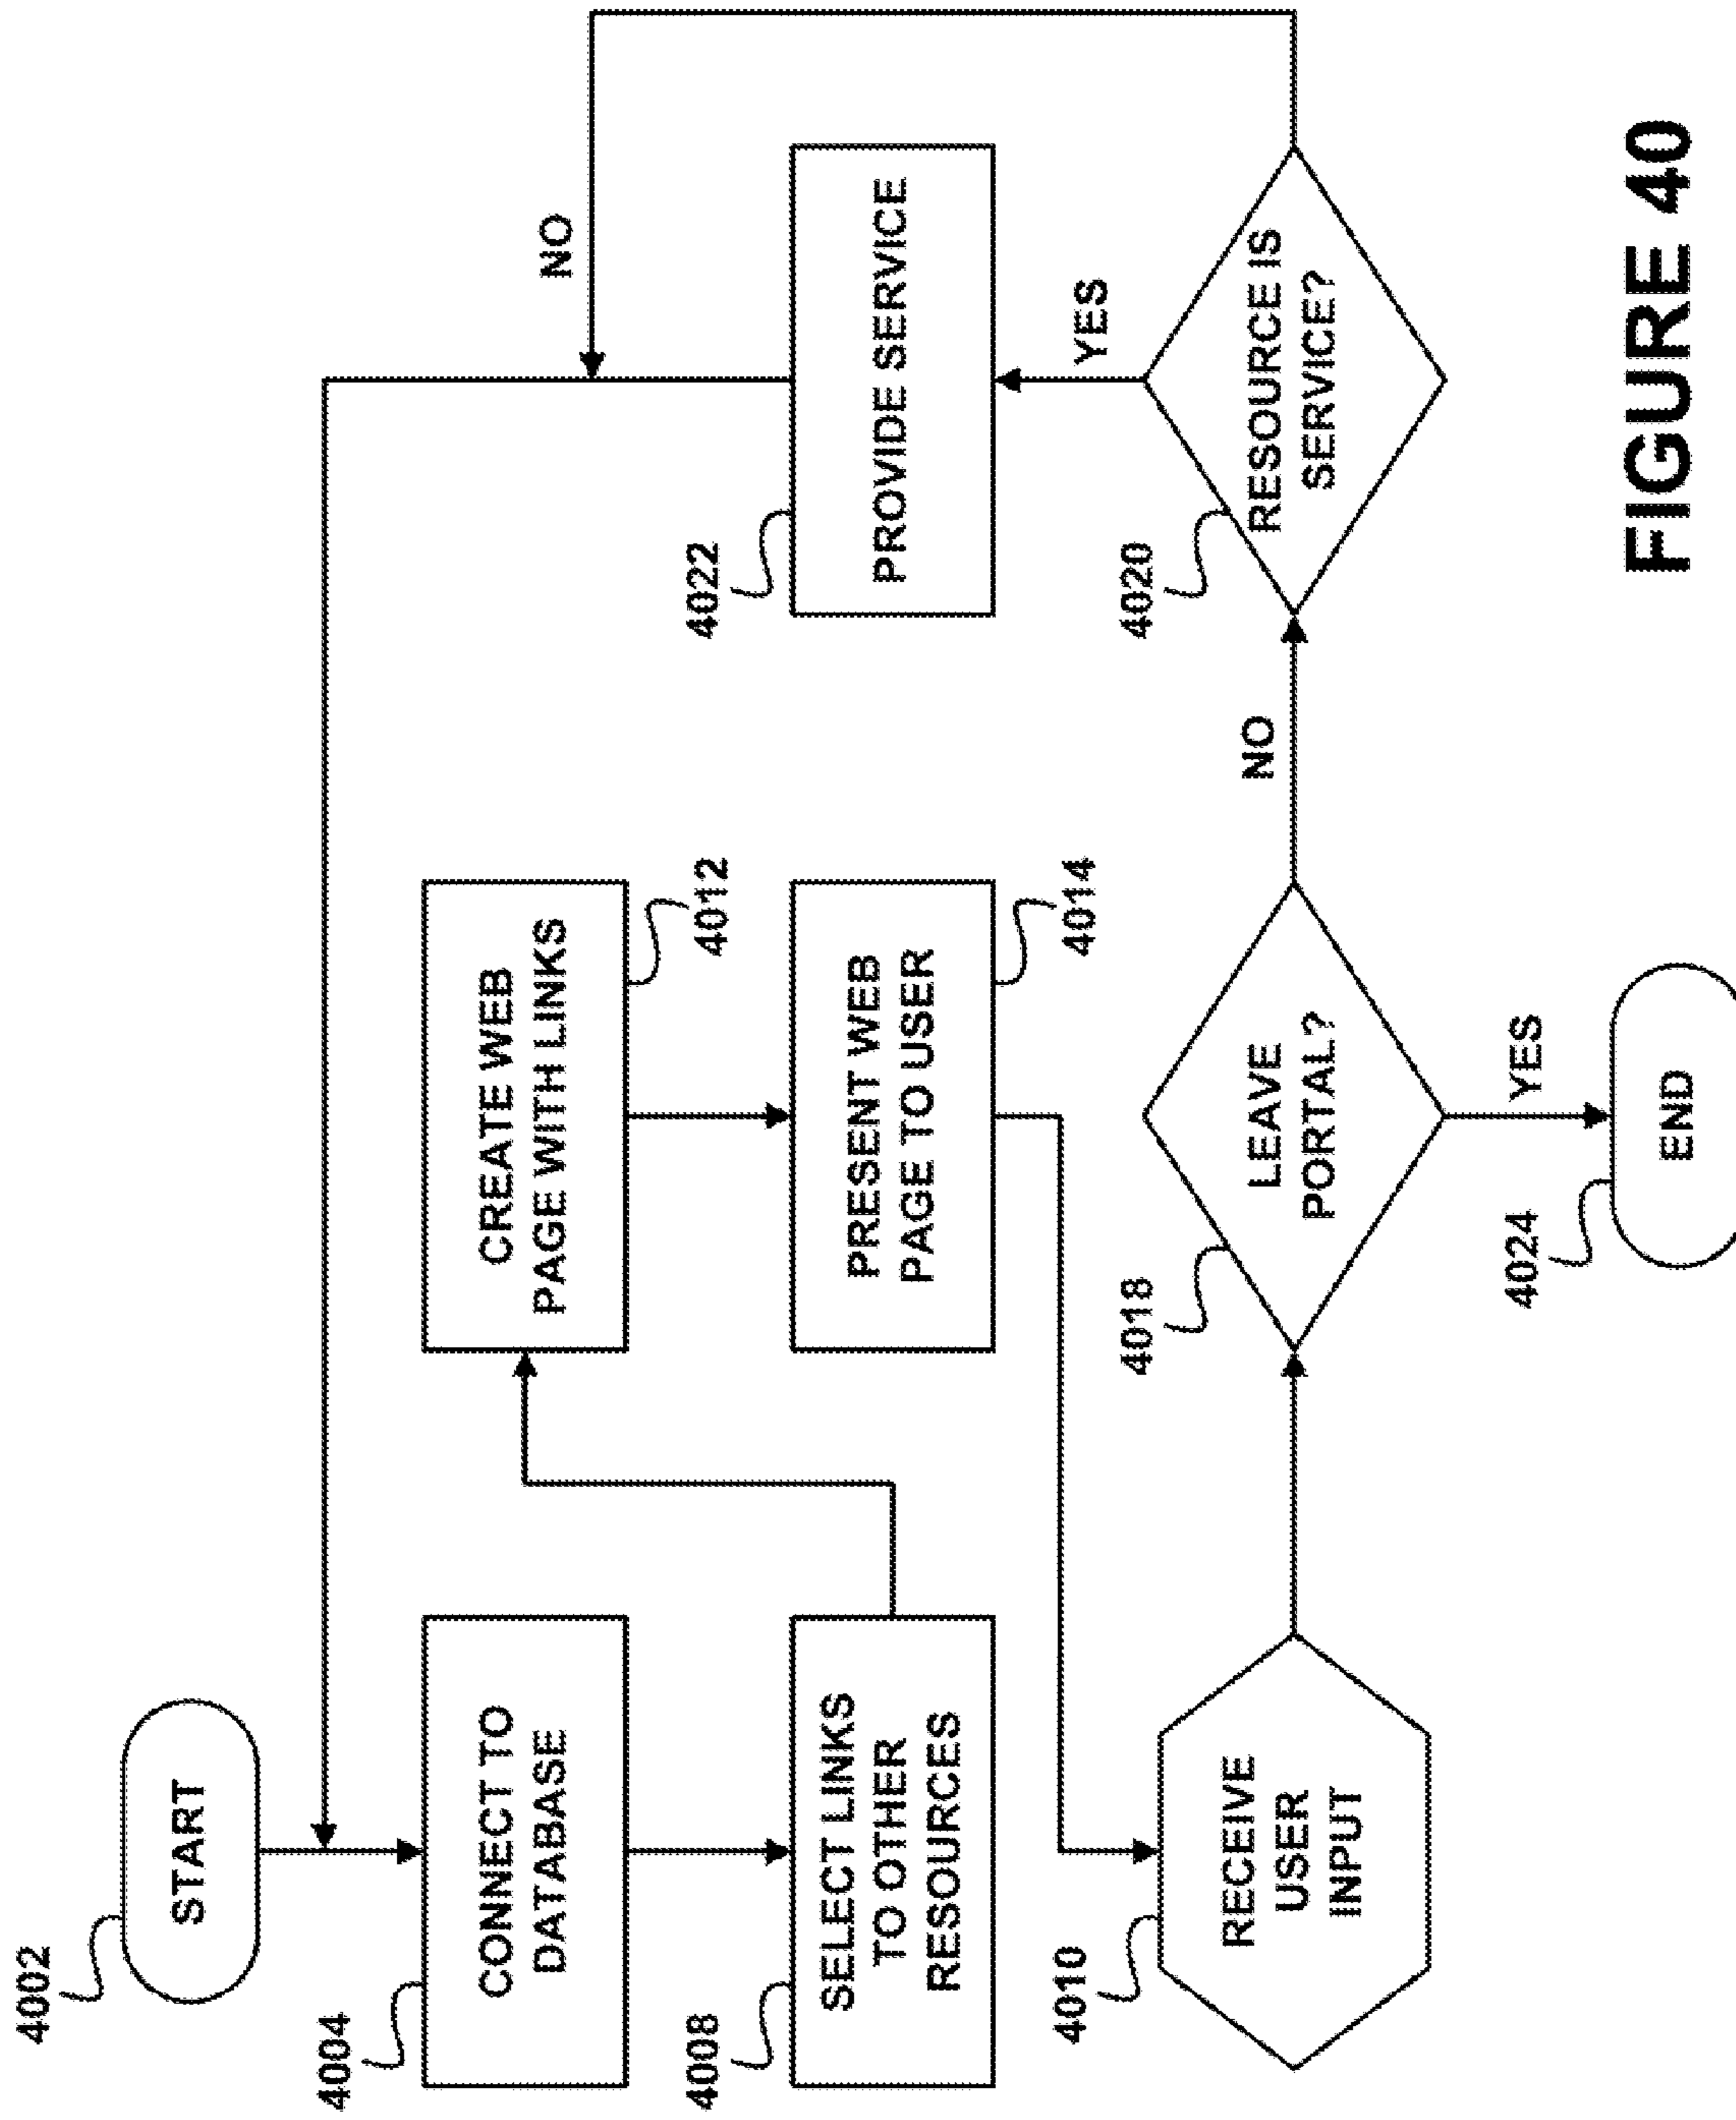 4002
START
4004
CONNECT TO
DATABASE
4008
SELECT LINKS
TO OTHER
RESOURCES
CREATE WEB
PAGE WITH LINKS
4012
PRESENT WEB
PAGE TO USER
4014
4010
RECEIVE
USER
INPUT
4018
LEAVE
PORTAL?
YES
4024
END
NO
4020
RESOURCE IS
SERVICE?
YES
4022
PROVIDE SERVICE
NO
FIGURE 40